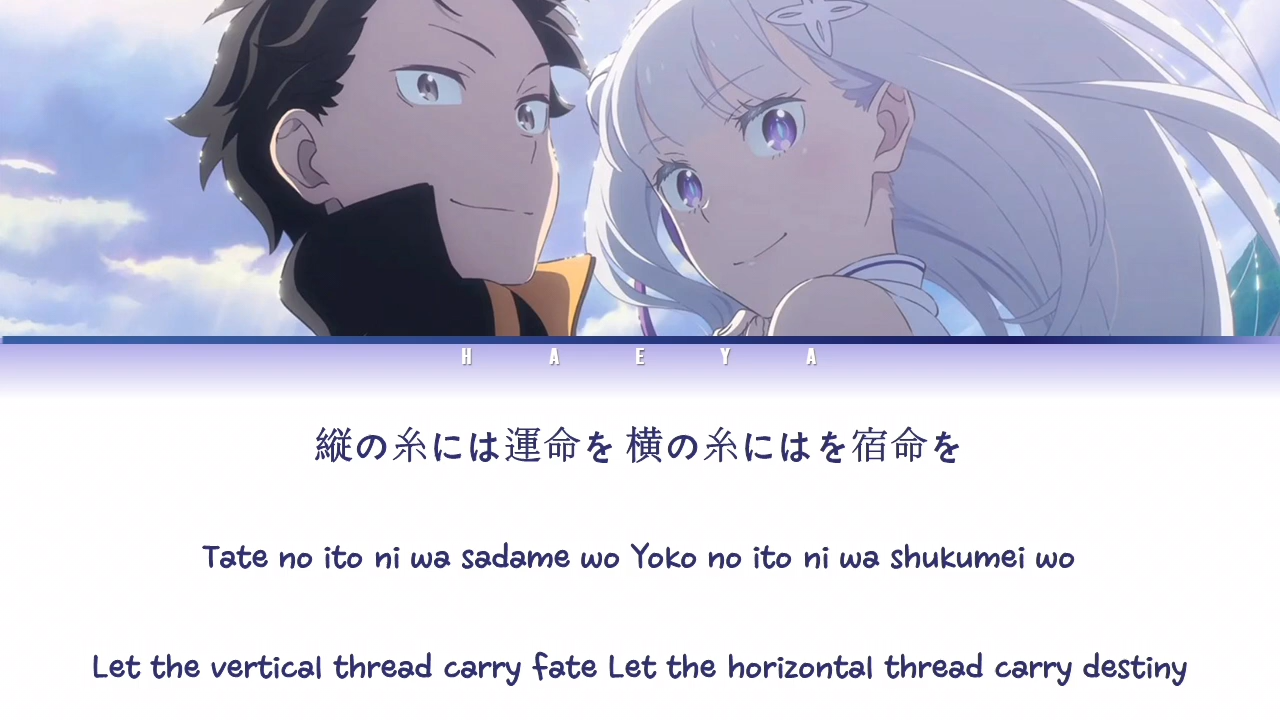 H A E Y A
縦の糸には運命を 横の糸にはを宿命を
Tate no ito ni wa sadame wo Yoko no ito ni wa shukumei wo
Let the vertical thread carry fate Let the horizontal thread carry destiny